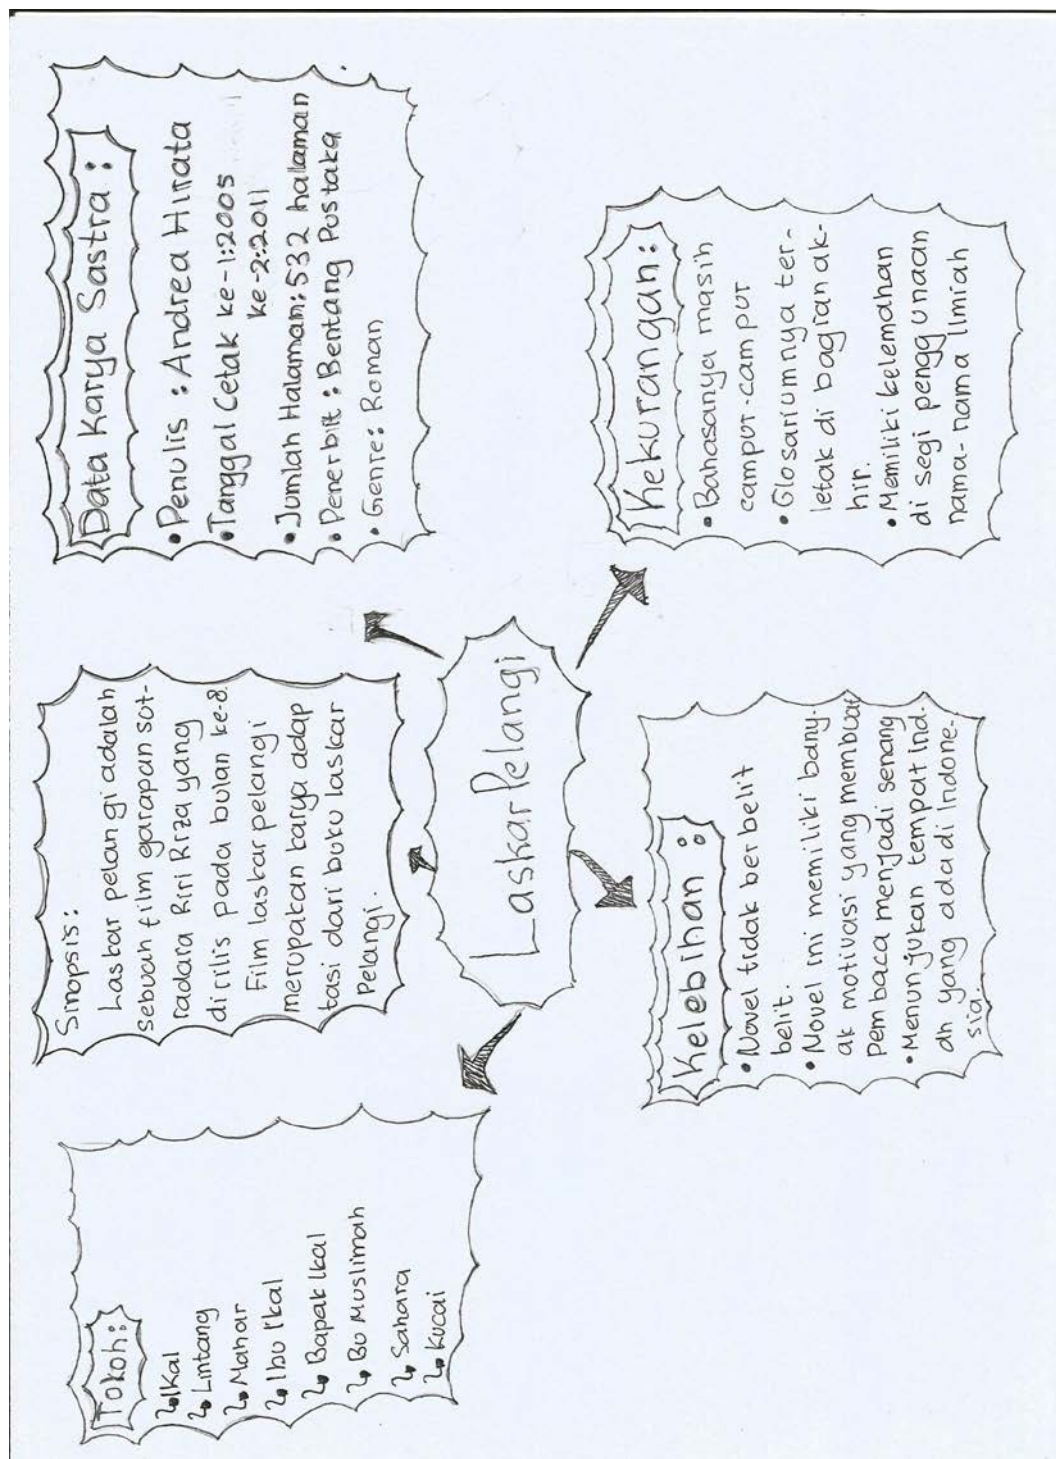 Tokoh:
Ikal
Lintang
Mahar
Ibu Ikal
Bapak Ikal
Bu Muslimah
Sahara
Kucai
Sinopsis:
Laskar pelangi adalah
sebuah film garapan sut-
radara Riri Riza yang
dirilis pada bulan ke-8.
Film laskar pelangi
merupakan karya adap
tasi dari buku laskar
Pelangi.
Data Karya Sastra:
• Penulis : Andrea Hirata
• Tanggal Cetak ke-1:2005
ke-2:2011
• Jumlah Halaman:532 halaman
• Penerbit : Bentang Pustaka
• Genre: Roman
Laskar Pelangi
Kelebihan :
• Novel tidak berbelit
belit.
• Novel ini memiliki bany-
ak motivasi yang membuat
Pembaca menjadi senang
• Menunjukan tempat ind-
ah yang ada di Indone-
sia.
Kekurangan:
• Bahasanya masih
campur-campur
• Glosariumnya ter-
letak di bagian ak-
hir.
• Memiliki kelemahan
di segi penggunaan
nama-nama Ilmiah